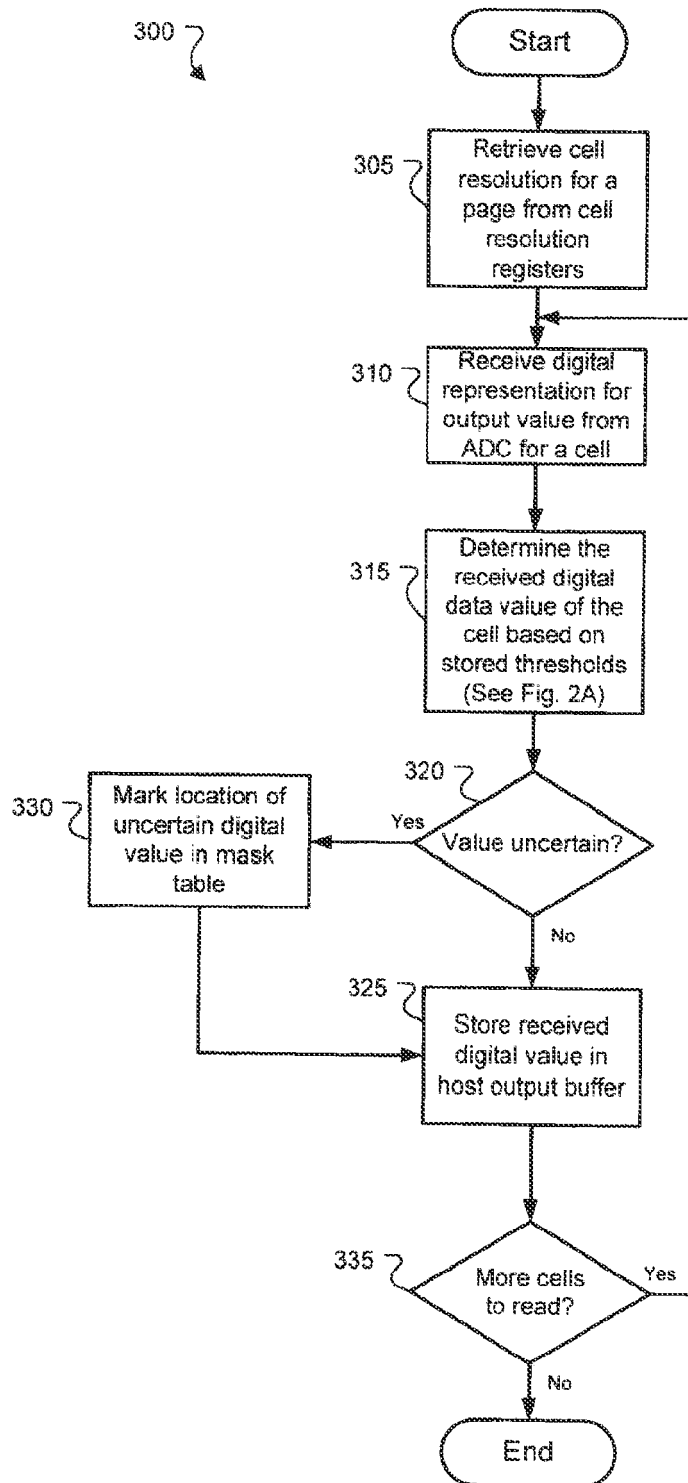 300
Start
305
Retrieve cell
resolution for a
page from cell
resolution
registers
310
Receive digital
representation for
output value from
ADC for a cell
315
Determine the
received digital
data value of the
cell based on
stored thresholds
(See Fig. 2A)
320
Value uncertain?
Yes
330
Mark location of
uncertain digital
value in mask
table
No
325
Store received
digital value in
host output buffer
335
More cells
to read?
Yes
No
End